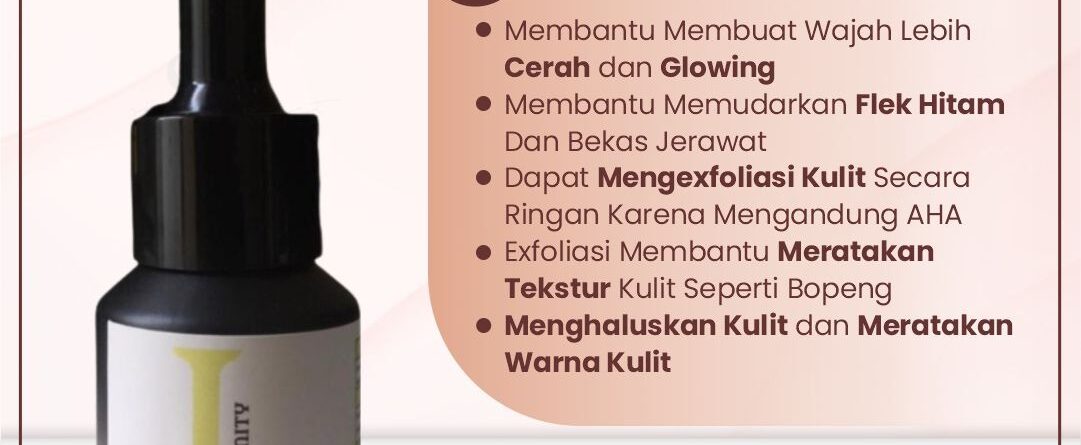 Membantu Membuat Wajah Lebih
Cerah dan Glowing
Membantu Memudarkan Flek Hitam
Dan Bekas Jerawat
Dapat Mengexfoliasi Kulit Secara
Ringan Karena Mengandung AHA
Exfoliasi Membantu Meratakan
Tekstur Kulit Seperti Bopeng
Menghaluskan Kulit dan Meratakan
Warna Kulit